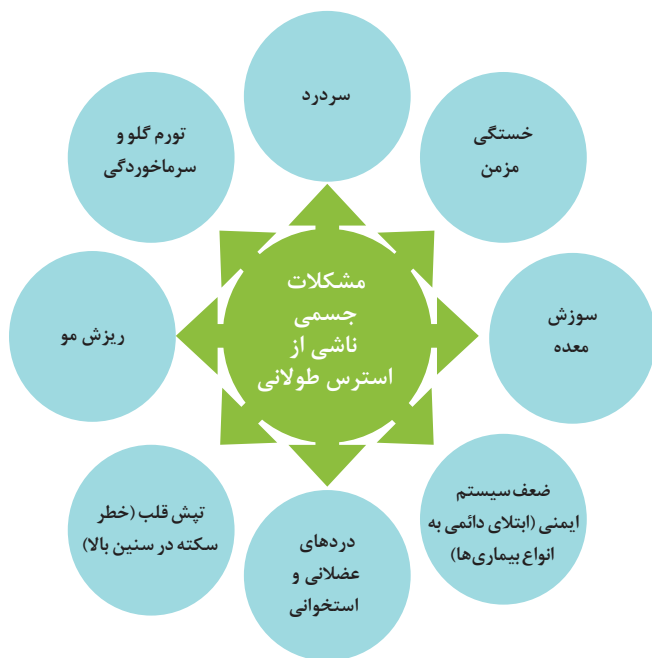 مشکلات
جسمی
ناشی از
استرس طولانی
سردرد
خستگی
مزمن
سوزش
معده
ضعف سیستم
ایمنی (ابتلای دائمی به
انواع بیماری‌ها)
دردهای
عضلانی و
استخوانی
تپش قلب (خطر
سکته در سنین بالا)
ریزش مو
تورم گلو و
سرماخوردگی